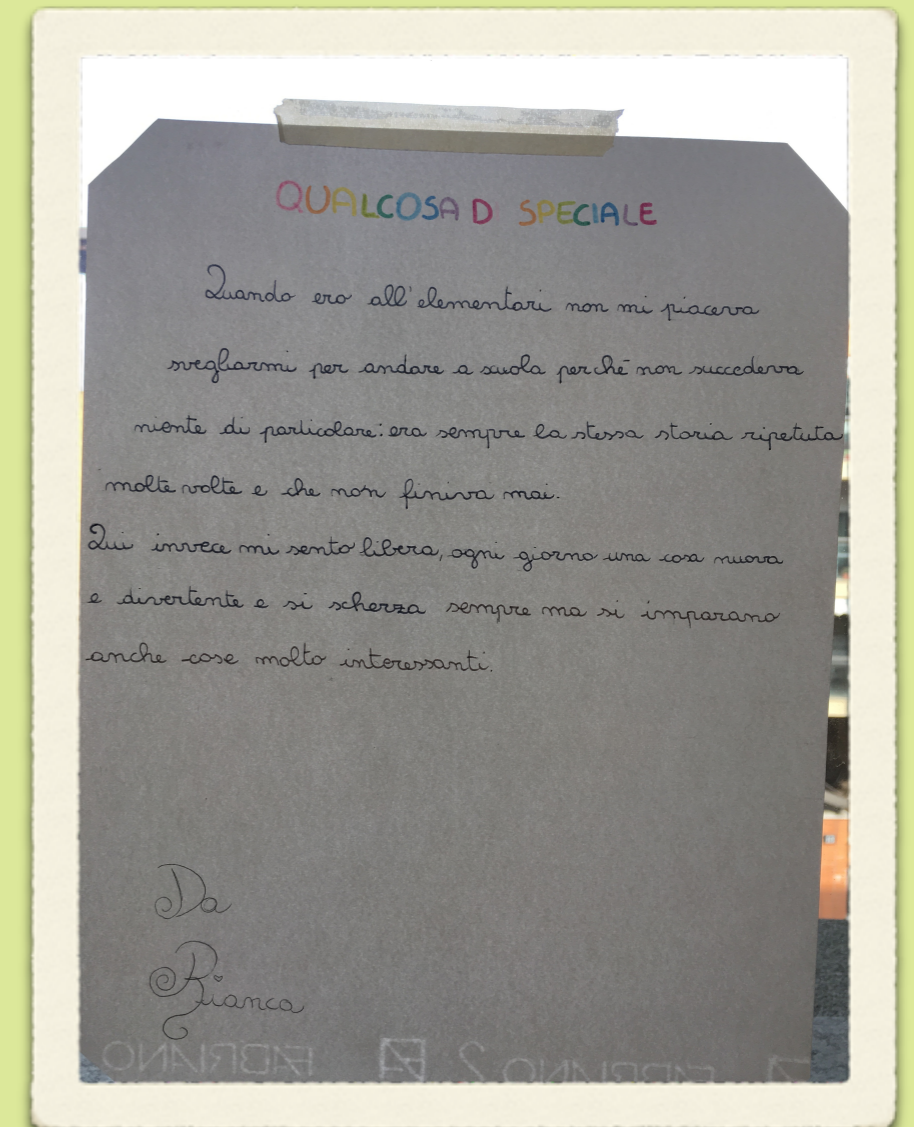 QUALCOSA D SPECIALE
Quando ero all'elementari non mi piaceva
svegliarmi per andare a scuola perché non succedeva
niente di particolare: era sempre la stessa storia ripetuta
molte volte e che non finiva mai.
Qui invece mi sento libera, ogni giorno una cosa nuova
e divertente e si scherza sempre ma si imparano
anche cose molto interessanti.
Da
Bianca
FABRIANO FABRIANO